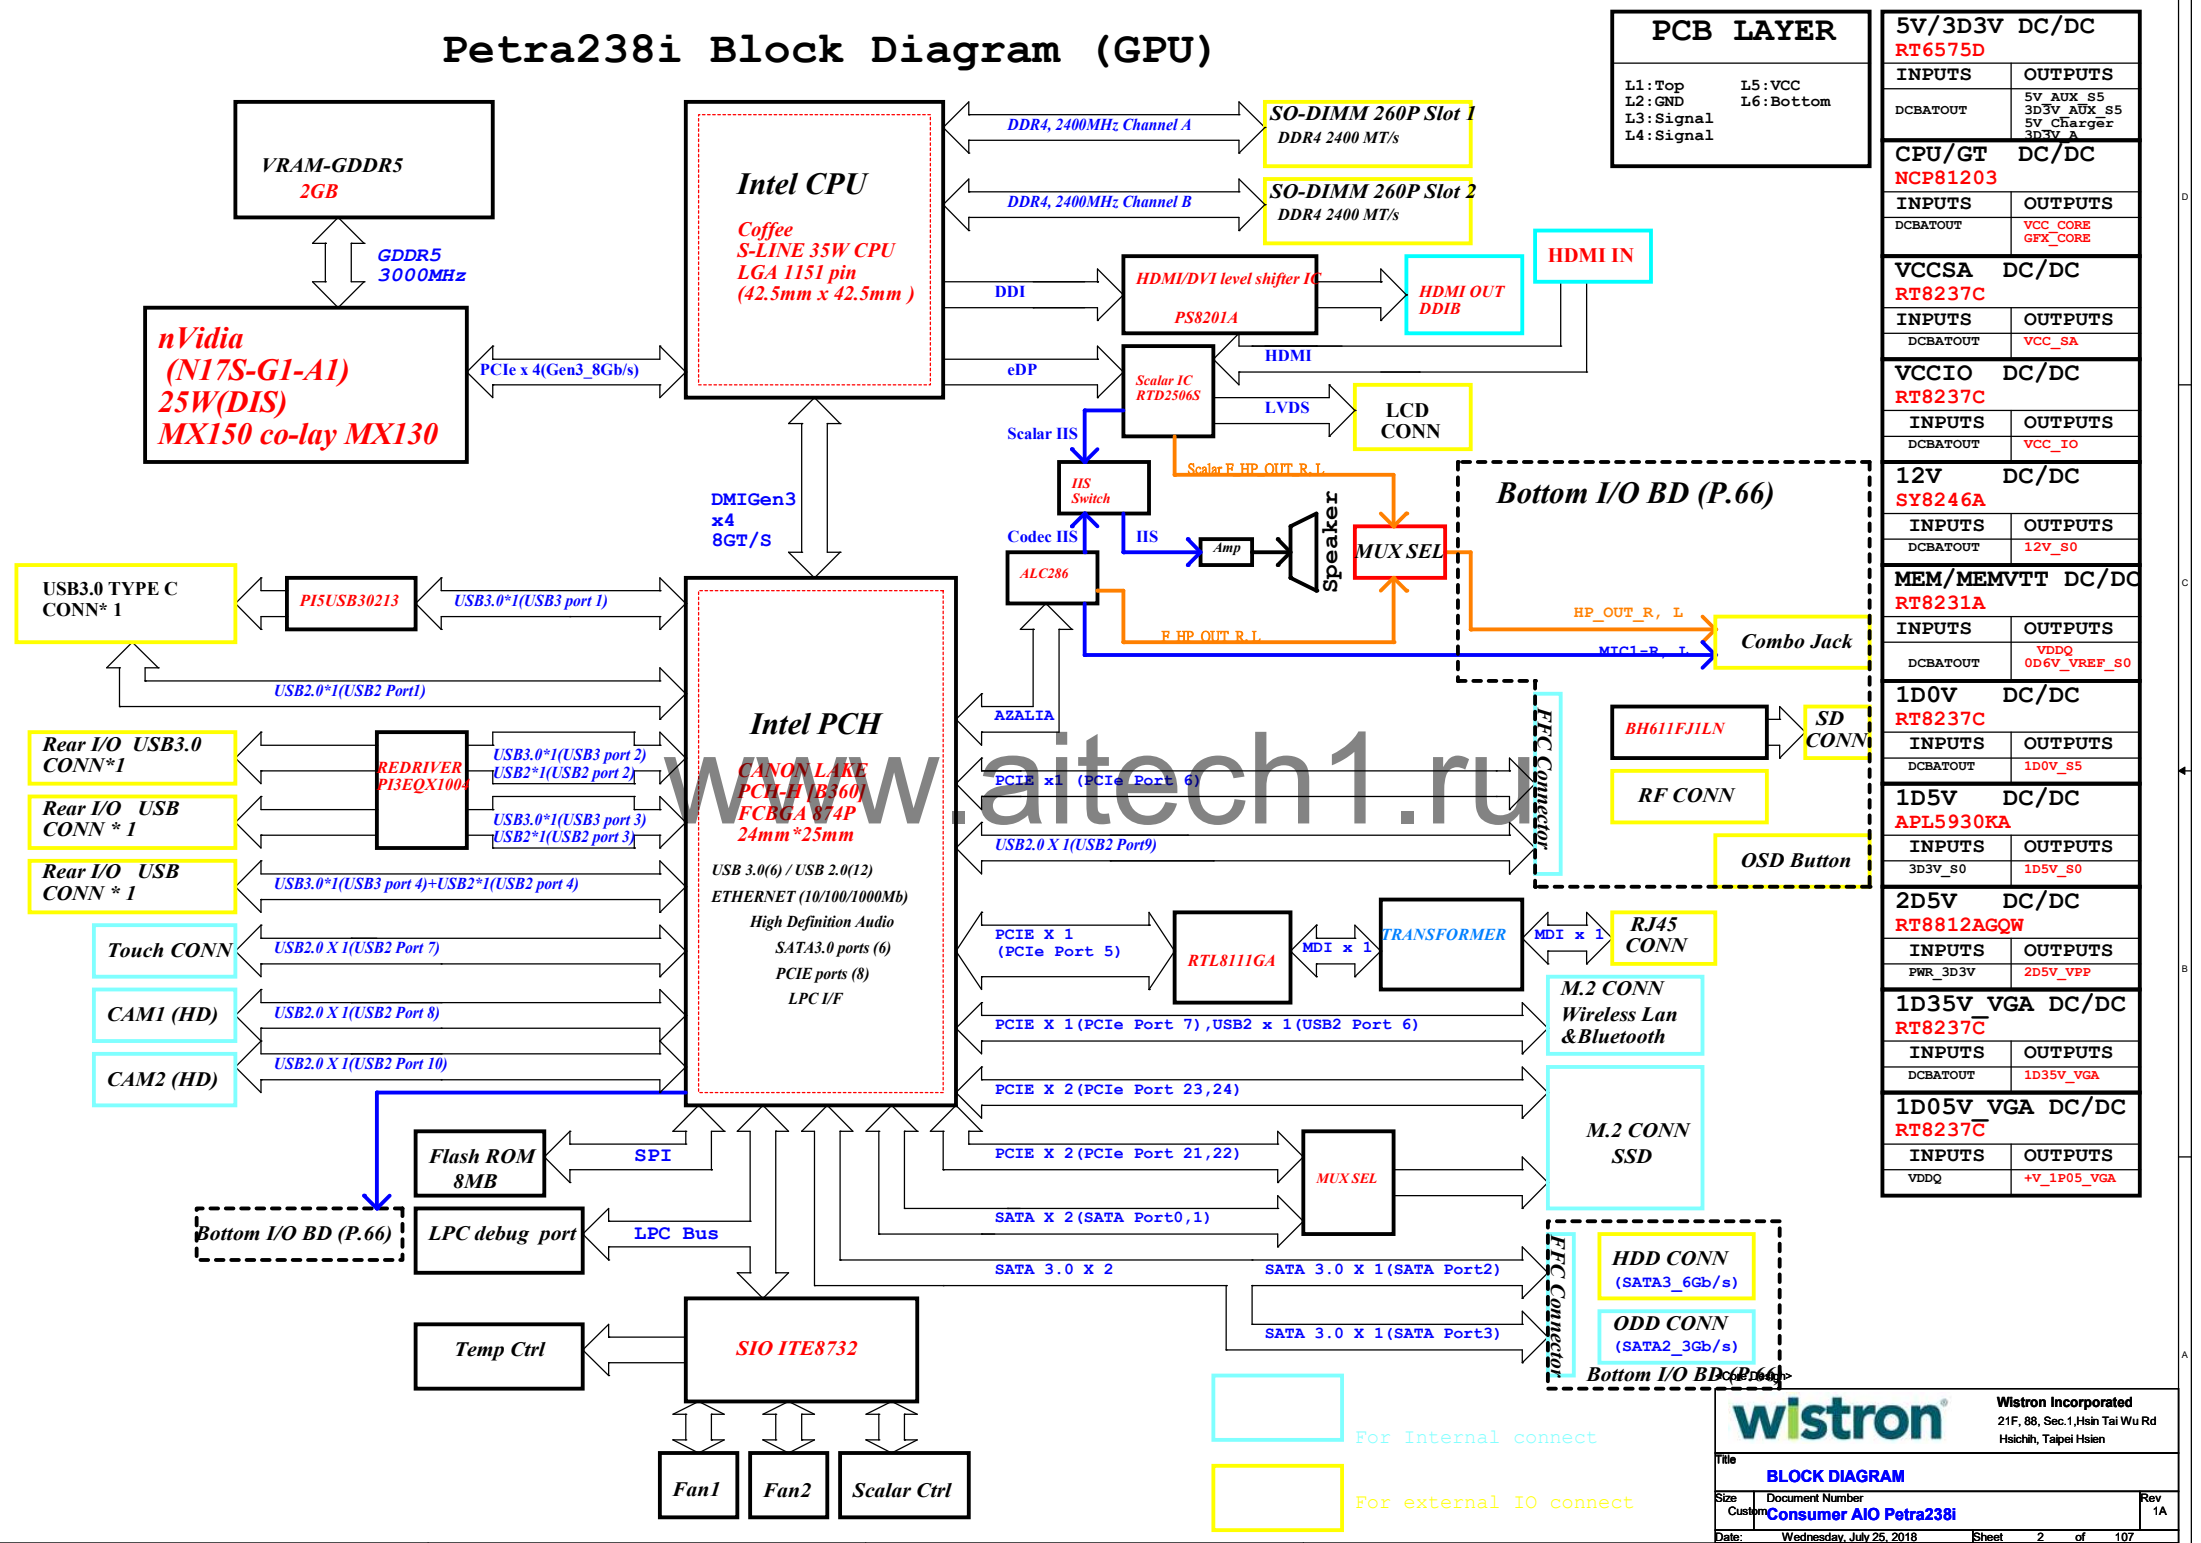 Petra238i Block Diagram (GPU)
PCB LAYER
L1:Top
L2:GND
L3:Signal
L4:Signal
L5:VCC
L6:Bottom
VRAM-GDDR5
2GB
GDDR5
3000MHz
nVidia
(N17S-G1-A1)
25W(DIS)
MX150 co-lay MX130
PCIe x 4(Gen3_8Gb/s)
Intel CPU
Coffee
S-LINE 35W CPU
LGA 1151 pin
(42.5mm x 42.5mm )
DDR4, 2400MHz Channel A
SO-DIMM 260P Slot 1
DDR4 2400 MT/s
DDR4, 2400MHz Channel B
SO-DIMM 260P Slot 2
DDR4 2400 MT/s
DDI
HDMI/DVI level shifter IC
PS8201A
HDMI OUT
DDIB
HDMI IN
HDMI
eDP
Scalar IC
RTD2506S
LVDS
LCD
CONN
Scalar IIS
Scalar F_HP_OUT_R,L
IIS
Switch
Codec IIS
IIS
Amp
Speaker
MUX SEL
ALC286
F_HP_OUT_R,L
AZALIA
Bottom I/O BD (P.66)
HP_OUT_R, L
MIC1-R, L
Combo Jack
BH611FJ1LN
SD
CONN
RF CONN
OSD Button
FFC Connector
DMIGen3
x4
8GT/S
USB3.0 TYPE C
CONN* 1
PI5USB30213
USB3.0*1(USB3 port 1)
USB2.0*1(USB2 Port1)
Rear I/O USB3.0
CONN*1
REDRIVER
PI3EQX1004
USB3.0*1(USB3 port 2)
USB2*1(USB2 port 2)
Rear I/O USB
CONN * 1
USB3.0*1(USB3 port 3)
USB2*1(USB2 port 3)
Rear I/O USB
CONN * 1
USB3.0*1(USB3 port 4)+USB2*1(USB2 port 4)
Touch CONN
USB2.0 X 1(USB2 Port 7)
CAM1 (HD)
USB2.0 X 1(USB2 Port 8)
CAM2 (HD)
USB2.0 X 1(USB2 Port 10)
Intel PCH
CANON LAKE
PCH-H [B360]
FCBGA 874P
24mm*25mm
USB 3.0(6) / USB 2.0(12)
ETHERNET (10/100/1000Mb)
High Definition Audio
SATA3.0 ports (6)
PCIE ports (8)
LPC I/F
www.aitech1.ru
PCIE x1 (PCIe Port 6)
USB2.0 X 1(USB2 Port9)
PCIE X 1
(PCIe Port 5)
RTL8111GA
MDI x 1
TRANSFORMER
MDI x 1
RJ45
CONN
PCIE X 1(PCIe Port 7),USB2 x 1(USB2 Port 6)
M.2 CONN
Wireless Lan
&Bluetooth
PCIE X 2(PCIe Port 23,24)
M.2 CONN
SSD
PCIE X 2(PCIe Port 21,22)
MUX SEL
SATA X 2(SATA Port0,1)
SATA 3.0 X 2
SATA 3.0 X 1(SATA Port2)
SATA 3.0 X 1(SATA Port3)
FFC Connector
HDD CONN
(SATA3_6Gb/s)
ODD CONN
(SATA2_3Gb/s)
Bottom I/O BD (P.66)
Flash ROM
8MB
SPI
Bottom I/O BD (P.66)
LPC debug port
LPC Bus
Temp Ctrl
SIO ITE8732
Fan1
Fan2
Scalar Ctrl
For Internal connect
For external IO connect
5V/3D3V DC/DC
RT6575D
INPUTS OUTPUTS
DCBATOUT
5V_AUX_S5
3D3V_AUX_S5
5V_Charger
3D3V_A
CPU/GT DC/DC
NCP81203
INPUTS OUTPUTS
DCBATOUT
VCC_CORE
GFX_CORE
VCCSA DC/DC
RT8237C
INPUTS OUTPUTS
DCBATOUT VCC_SA
VCCIO DC/DC
RT8237C
INPUTS OUTPUTS
DCBATOUT VCC_IO
12V DC/DC
SY8246A
INPUTS OUTPUTS
DCBATOUT 12V_S0
MEM/MEMVTT DC/DC
RT8231A
INPUTS OUTPUTS
DCBATOUT
VDDQ
0D6V_VREF_S0
1D0V DC/DC
RT8237C
INPUTS OUTPUTS
DCBATOUT 1D0V_S5
1D5V DC/DC
APL5930KA
INPUTS OUTPUTS
3D3V_S0 1D5V_S0
2D5V DC/DC
RT8812AGQW
INPUTS OUTPUTS
PWR_3D3V 2D5V_VPP
1D35V_VGA DC/DC
RT8237C
INPUTS OUTPUTS
DCBATOUT 1D35V_VGA
1D05V_VGA DC/DC
RT8237C
INPUTS OUTPUTS
VDDQ +V_1P05_VGA
D
C
B
A
<Core Design>
wistron
Wistron Incorporated
21F, 88, Sec.1,Hsin Tai Wu Rd
Hsichih, Taipei Hsien
Title
BLOCK DIAGRAM
Size
Custom
Document Number
Consumer AIO Petra238i
Rev
1A
Date: Wednesday, July 25, 2018
Sheet 2 of 107